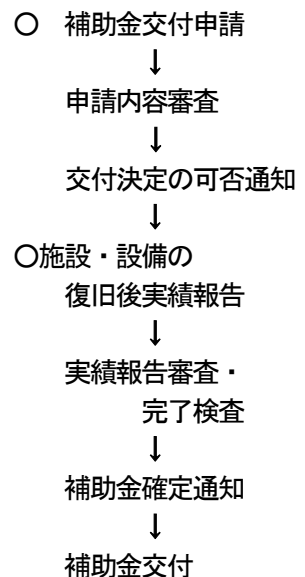 〇　補助金交付申請
↓
申請内容審査
↓
交付決定の可否通知
↓
〇施設・設備の
復旧後実績報告
↓
実績報告審査・
完了検査
↓
補助金確定通知
↓
補助金交付